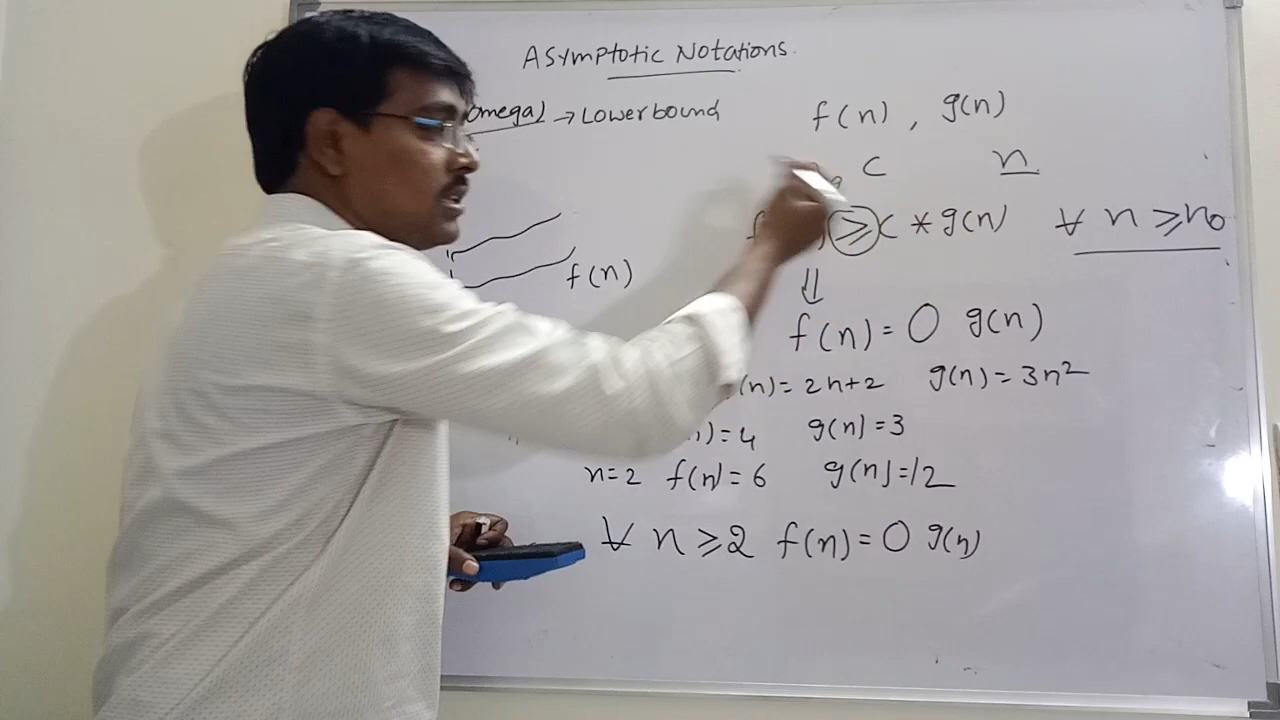 Asymptotic Notations.
omega) → Lowerbound
f(n) , g(n)
c n
≥ c * g(n) ∀ n ≥ n0
f(n)
⇓
f(n) = O g(n)
(n) = 2n+2 g(n) = 3n²
) = 4 g(n) = 3
n=2 f(n) = 6 g(n) = 12
∀ n ≥ 2 f(n) = O g(n)